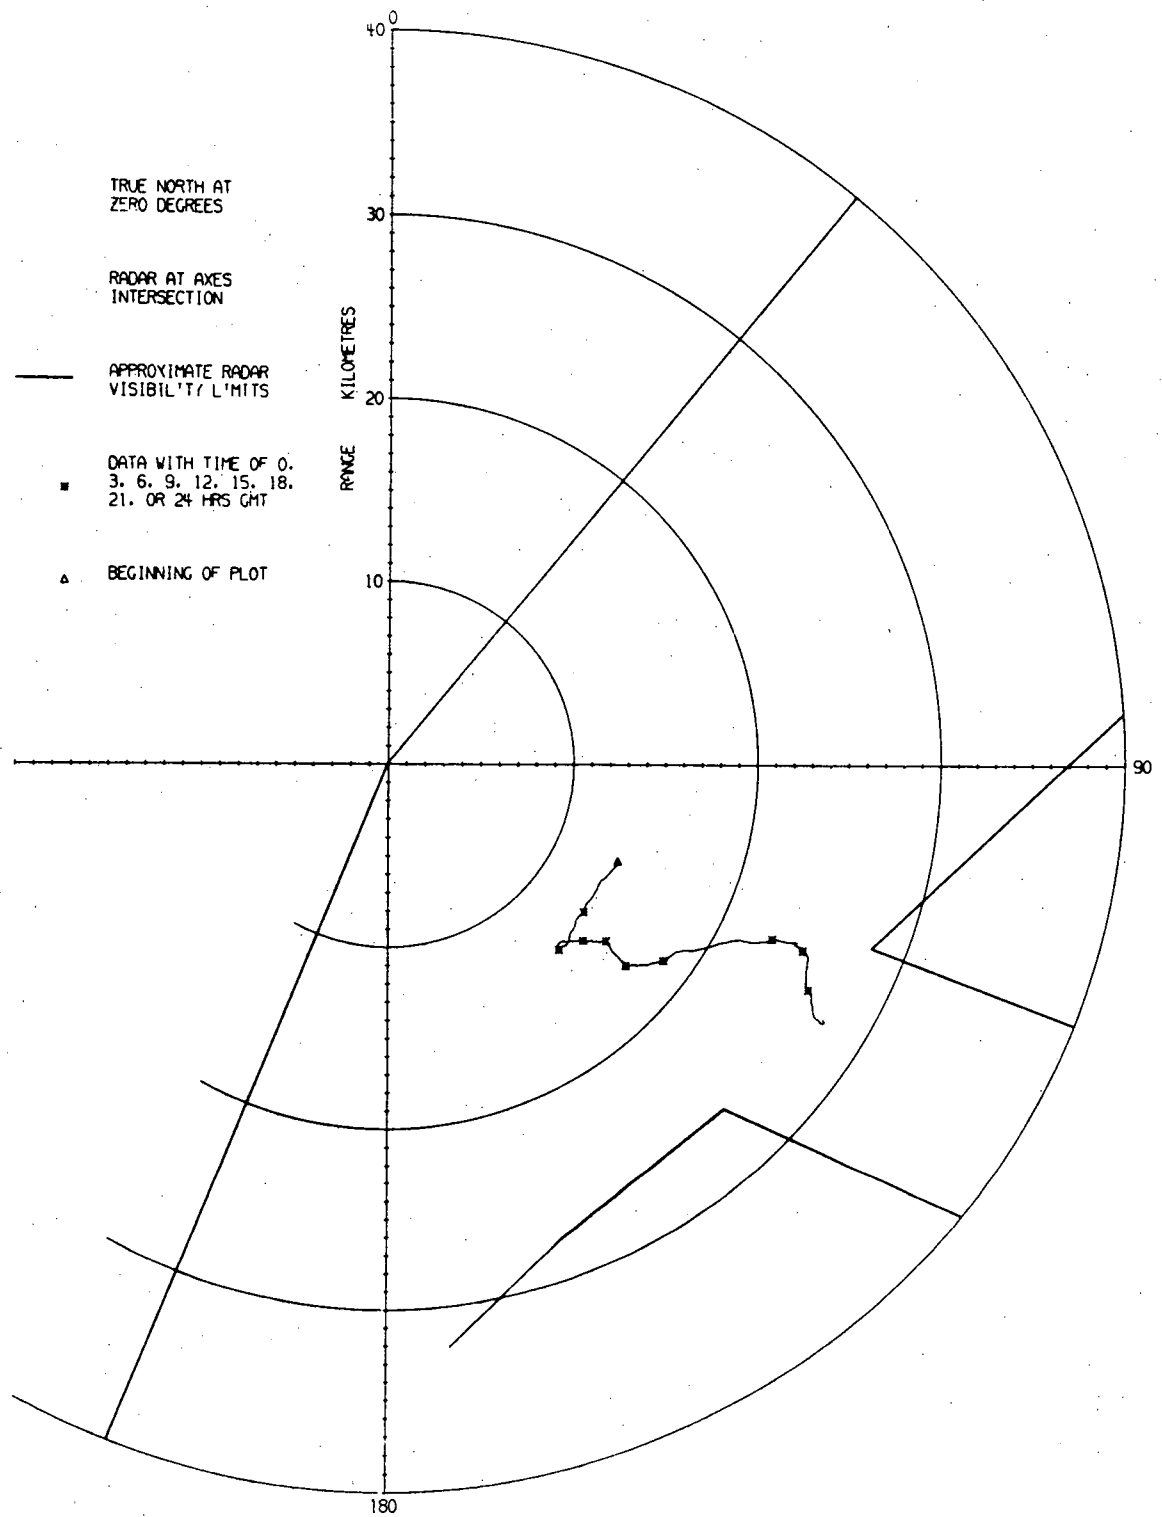 0
40
TRUE NORTH AT
ZERO DEGREES
30
RADAR AT AXES
INTERSECTION
RANGE KILOMETRES
APPROXIMATE RADAR
VISIBIL'TY L'MITS
20
DATA WITH TIME OF 0.
3. 6. 9. 12. 15. 18.
21. OR 24 HRS GMT
BEGINNING OF PLOT
10
90
180